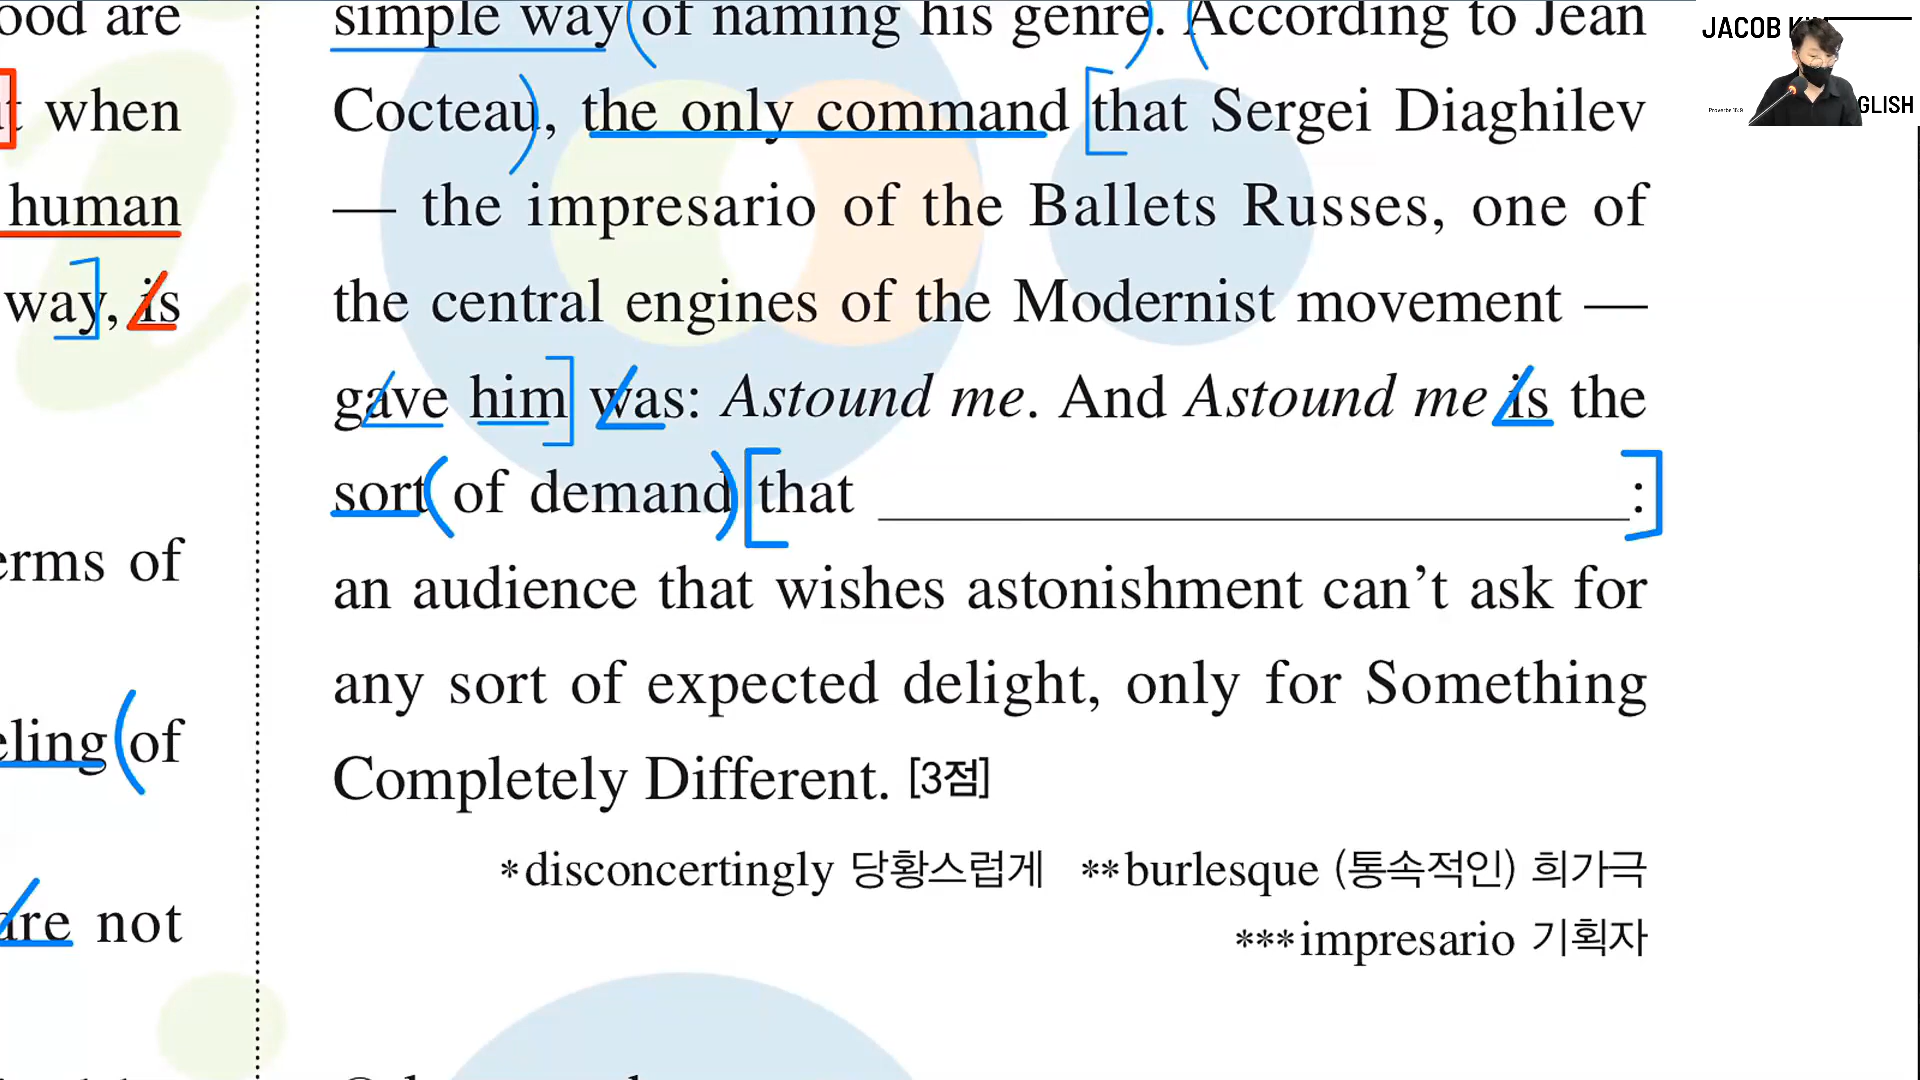 ood are
when
human
way, is
erms of
eling of
are not
simple way of naming his genre. According to Jean
Cocteau, the only command that Sergei Diaghilev
— the impresario of the Ballets Russes, one of
the central engines of the Modernist movement —
gave him was: Astound me. And Astound me is the
sort of demand that ____________________:
an audience that wishes astonishment can't ask for
any sort of expected delight, only for Something
Completely Different. [3점]
*disconcertingly 당황스럽게 **burlesque (통속적인) 희가극
***impresario 기획자
JACOB
GLISH